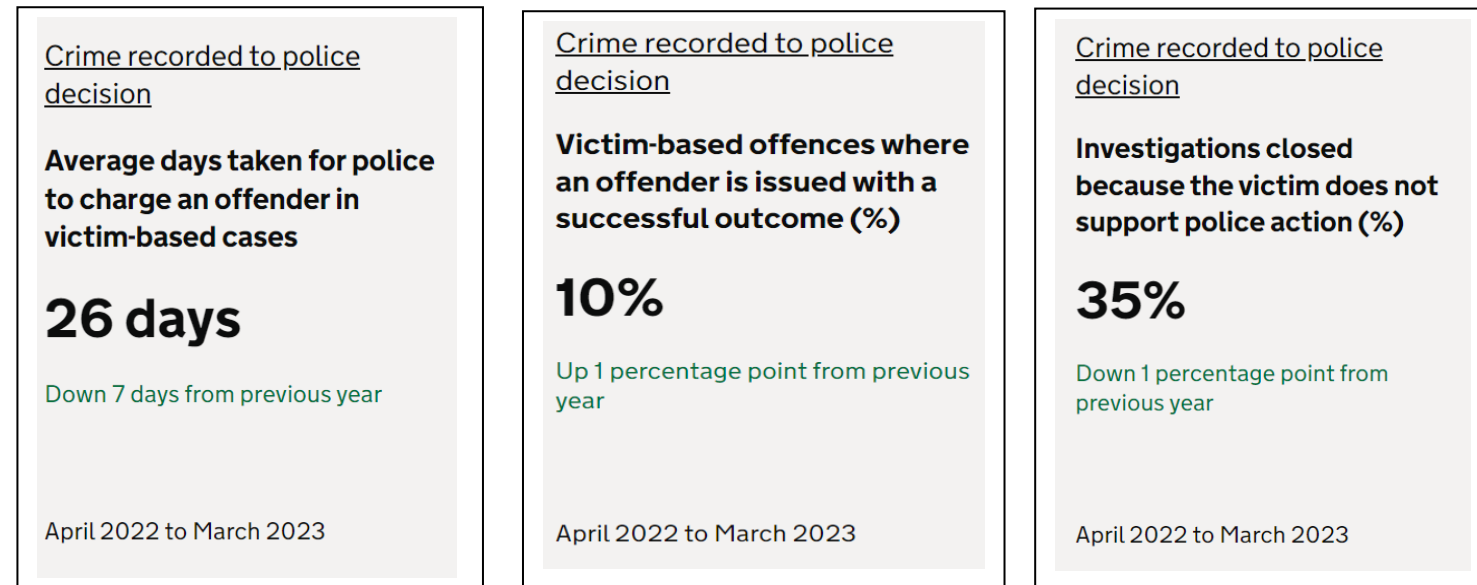 Crime recorded to police
decision
Average days taken for police
to charge an offender in
victim-based cases
26 days
Down 7 days from previous year
April 2022 to March 2023
Crime recorded to police
decision
Victim-based offences where
an offender is issued with a
successful outcome (%)
10%
Up 1 percentage point from previous
year
April 2022 to March 2023
Crime recorded to police
decision
Investigations closed
because the victim does not
support police action (%)
35%
Down 1 percentage point from
previous year
April 2022 to March 2023